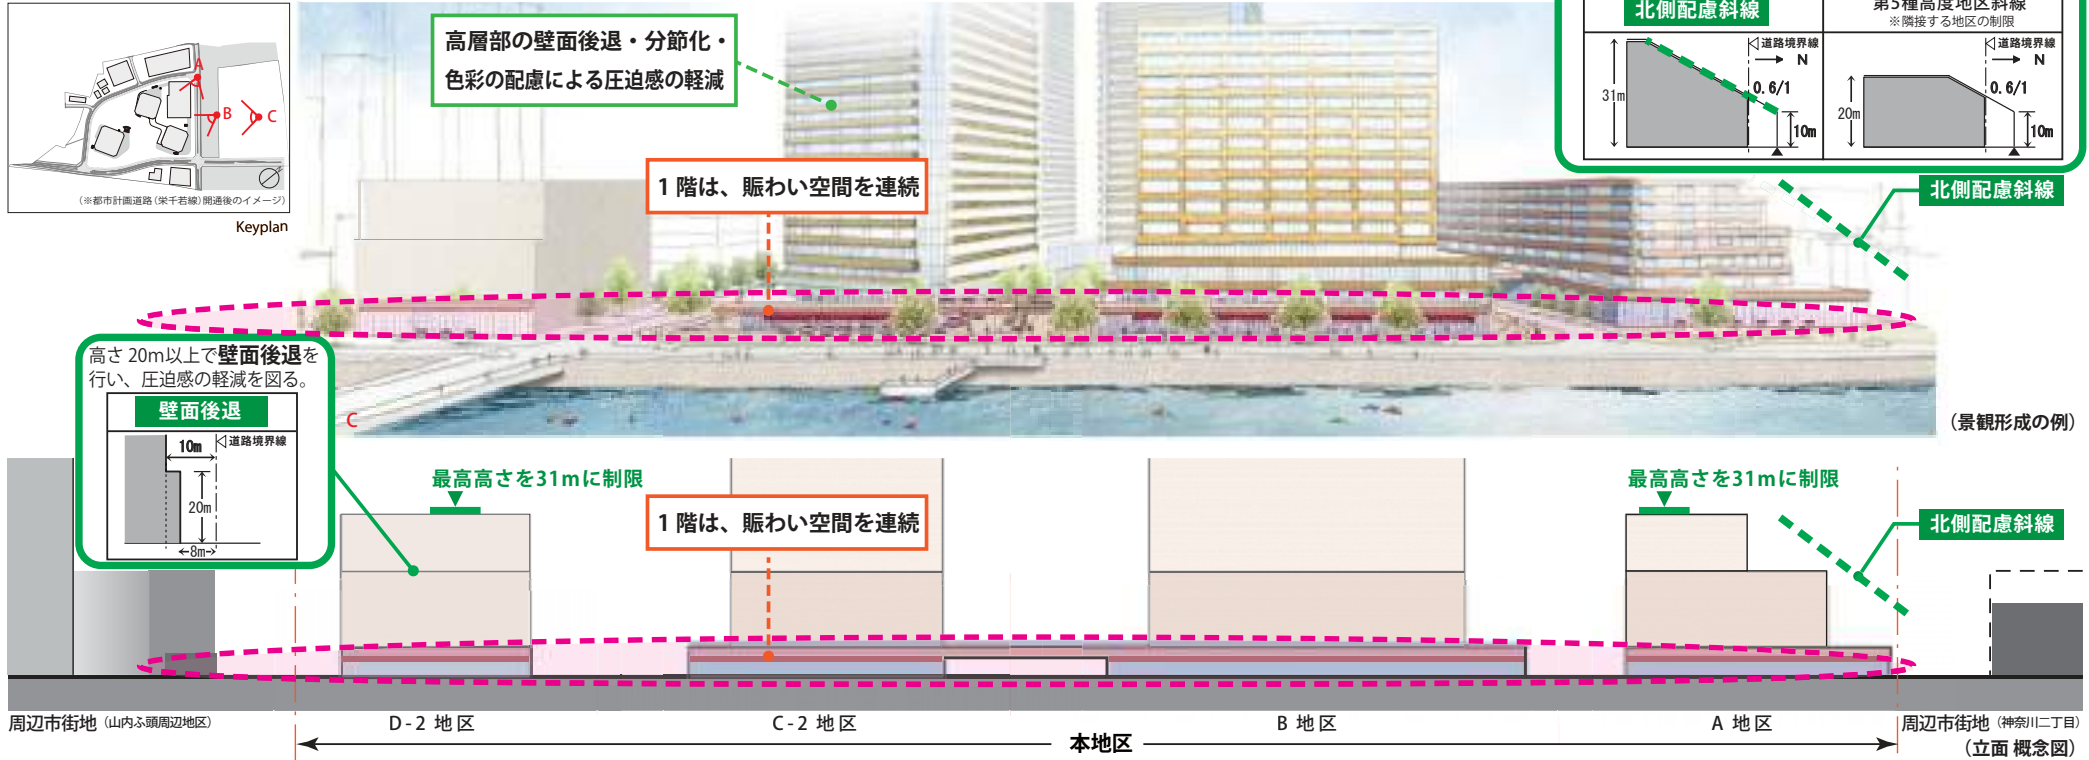 A
B
C
(※都市計画道路(栄千若線)開通後のイメージ)
Keyplan
高層部の壁面後退・分節化・
色彩の配慮による圧迫感の軽減
1 階は、賑わい空間を連続
北側配慮斜線
第5種高度地区斜線
※隣接する地区の制限
道路境界線
N
0.6/1
31m
10m
道路境界線
N
0.6/1
20m
10m
北側配慮斜線
高さ 20m以上で壁面後退を
行い、圧迫感の軽減を図る。
壁面後退
10m
道路境界線
20m
8m
C
(景観形成の例)
最高高さを31mに制限
1 階は、賑わい空間を連続
最高高さを31mに制限
北側配慮斜線
周辺市街地 (山内ふ頭周辺地区)
D-2 地区
C-2 地区
B 地区
A 地区
周辺市街地 (神奈川二丁目)
本地区
(立面 概念図)